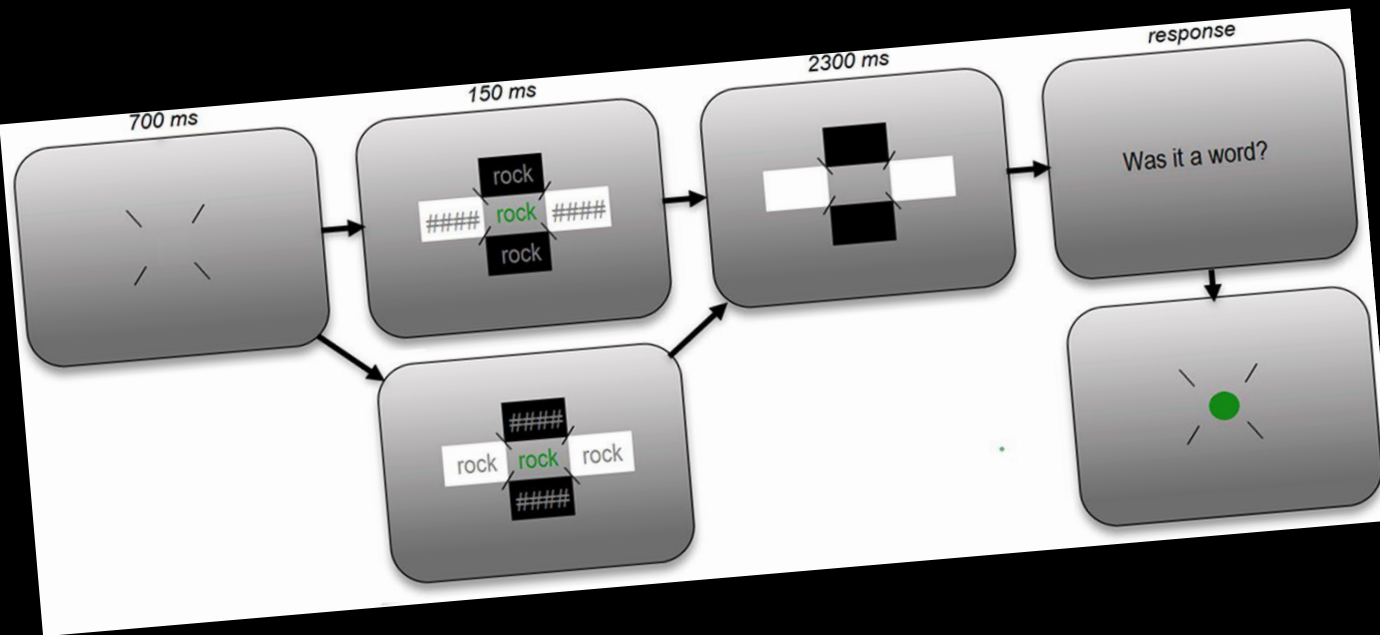 700 ms
150 ms
2300 ms
response
rock
#### rock ####
rock
Was it a word?
####
rock rock rock
####